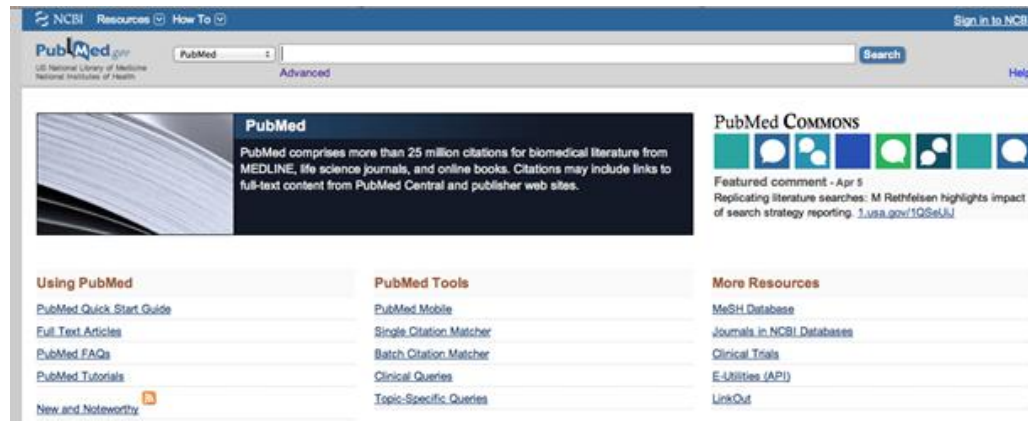 NCBI Resources How To Sign in to NCB
PubMed.gov
US National Library of Medicine
National Institutes of Health
PubMed
Search
Advanced
Help
PubMed
PubMed comprises more than 25 million citations for biomedical literature from
MEDLINE, life science journals, and online books. Citations may include links to
full-text content from PubMed Central and publisher web sites.
PubMed COMMONS
Featured comment - Apr 5
Replicating literature searches: M Rethfelsen highlights impact
of search strategy reporting. 1.usa.gov/1QSeUiJ
Using PubMed
PubMed Quick Start Guide
Full Text Articles
PubMed FAQs
PubMed Tutorials
New and Noteworthy
PubMed Tools
PubMed Mobile
Single Citation Matcher
Batch Citation Matcher
Clinical Queries
Topic-Specific Queries
More Resources
MeSH Database
Journals in NCBI Databases
Clinical Trials
E-Utilities (API)
LinkOut